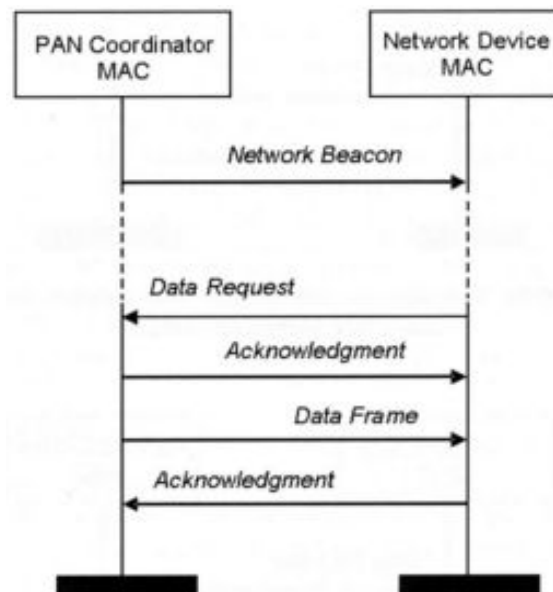 PAN Coordinator
MAC
Network Device
MAC
Network Beacon
Data Request
Acknowledgment
Data Frame
Acknowledgment